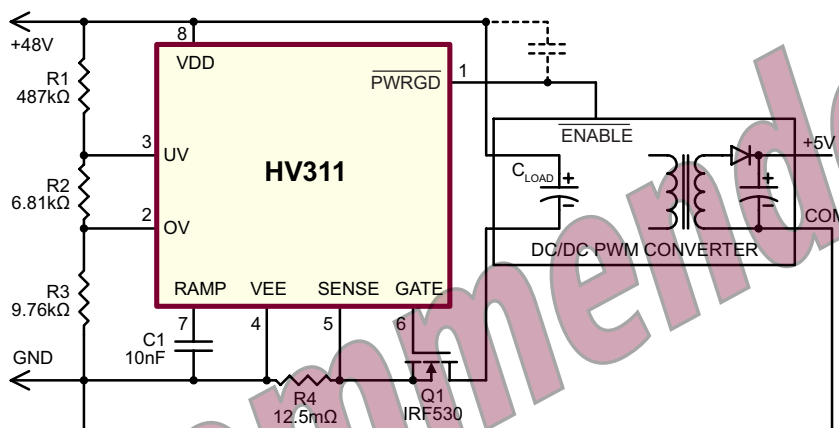 +48V
R1
487kΩ
R2
6.81kΩ
R3
9.76kΩ
GND
8
VDD
PWRGD
1
3
UV
HV311
2
OV
RAMP
VEE
SENSE
GATE
7
4
5
6
C1
10nF
R4
12.5mΩ
Q1
IRF530
ENABLE
CLOAD
+
–
+
–
+5V
COM
DC/DC PWM CONVERTER